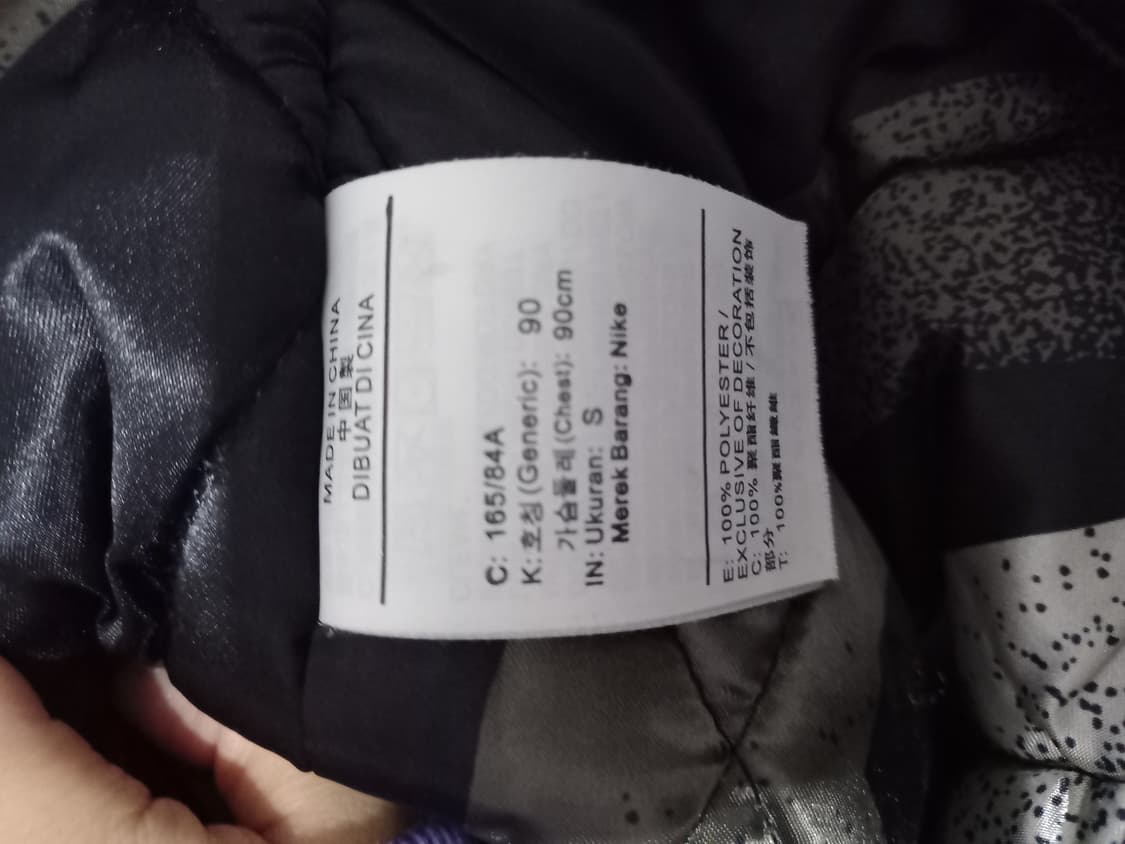 MADE IN CHINA
中国製
DIBUAT DI CINA
C: 165/84A
K: 호칭(Generic): 90
가슴둘레(Chest): 90cm
IN: Ukuran: S
Merek Barang: Nike
E: 100% POLYESTER/
EXCLUSIVE OF DECORATION
C: 100% 聚酯纤维/不包括装饰
部分
T: 100%聚酯纖維